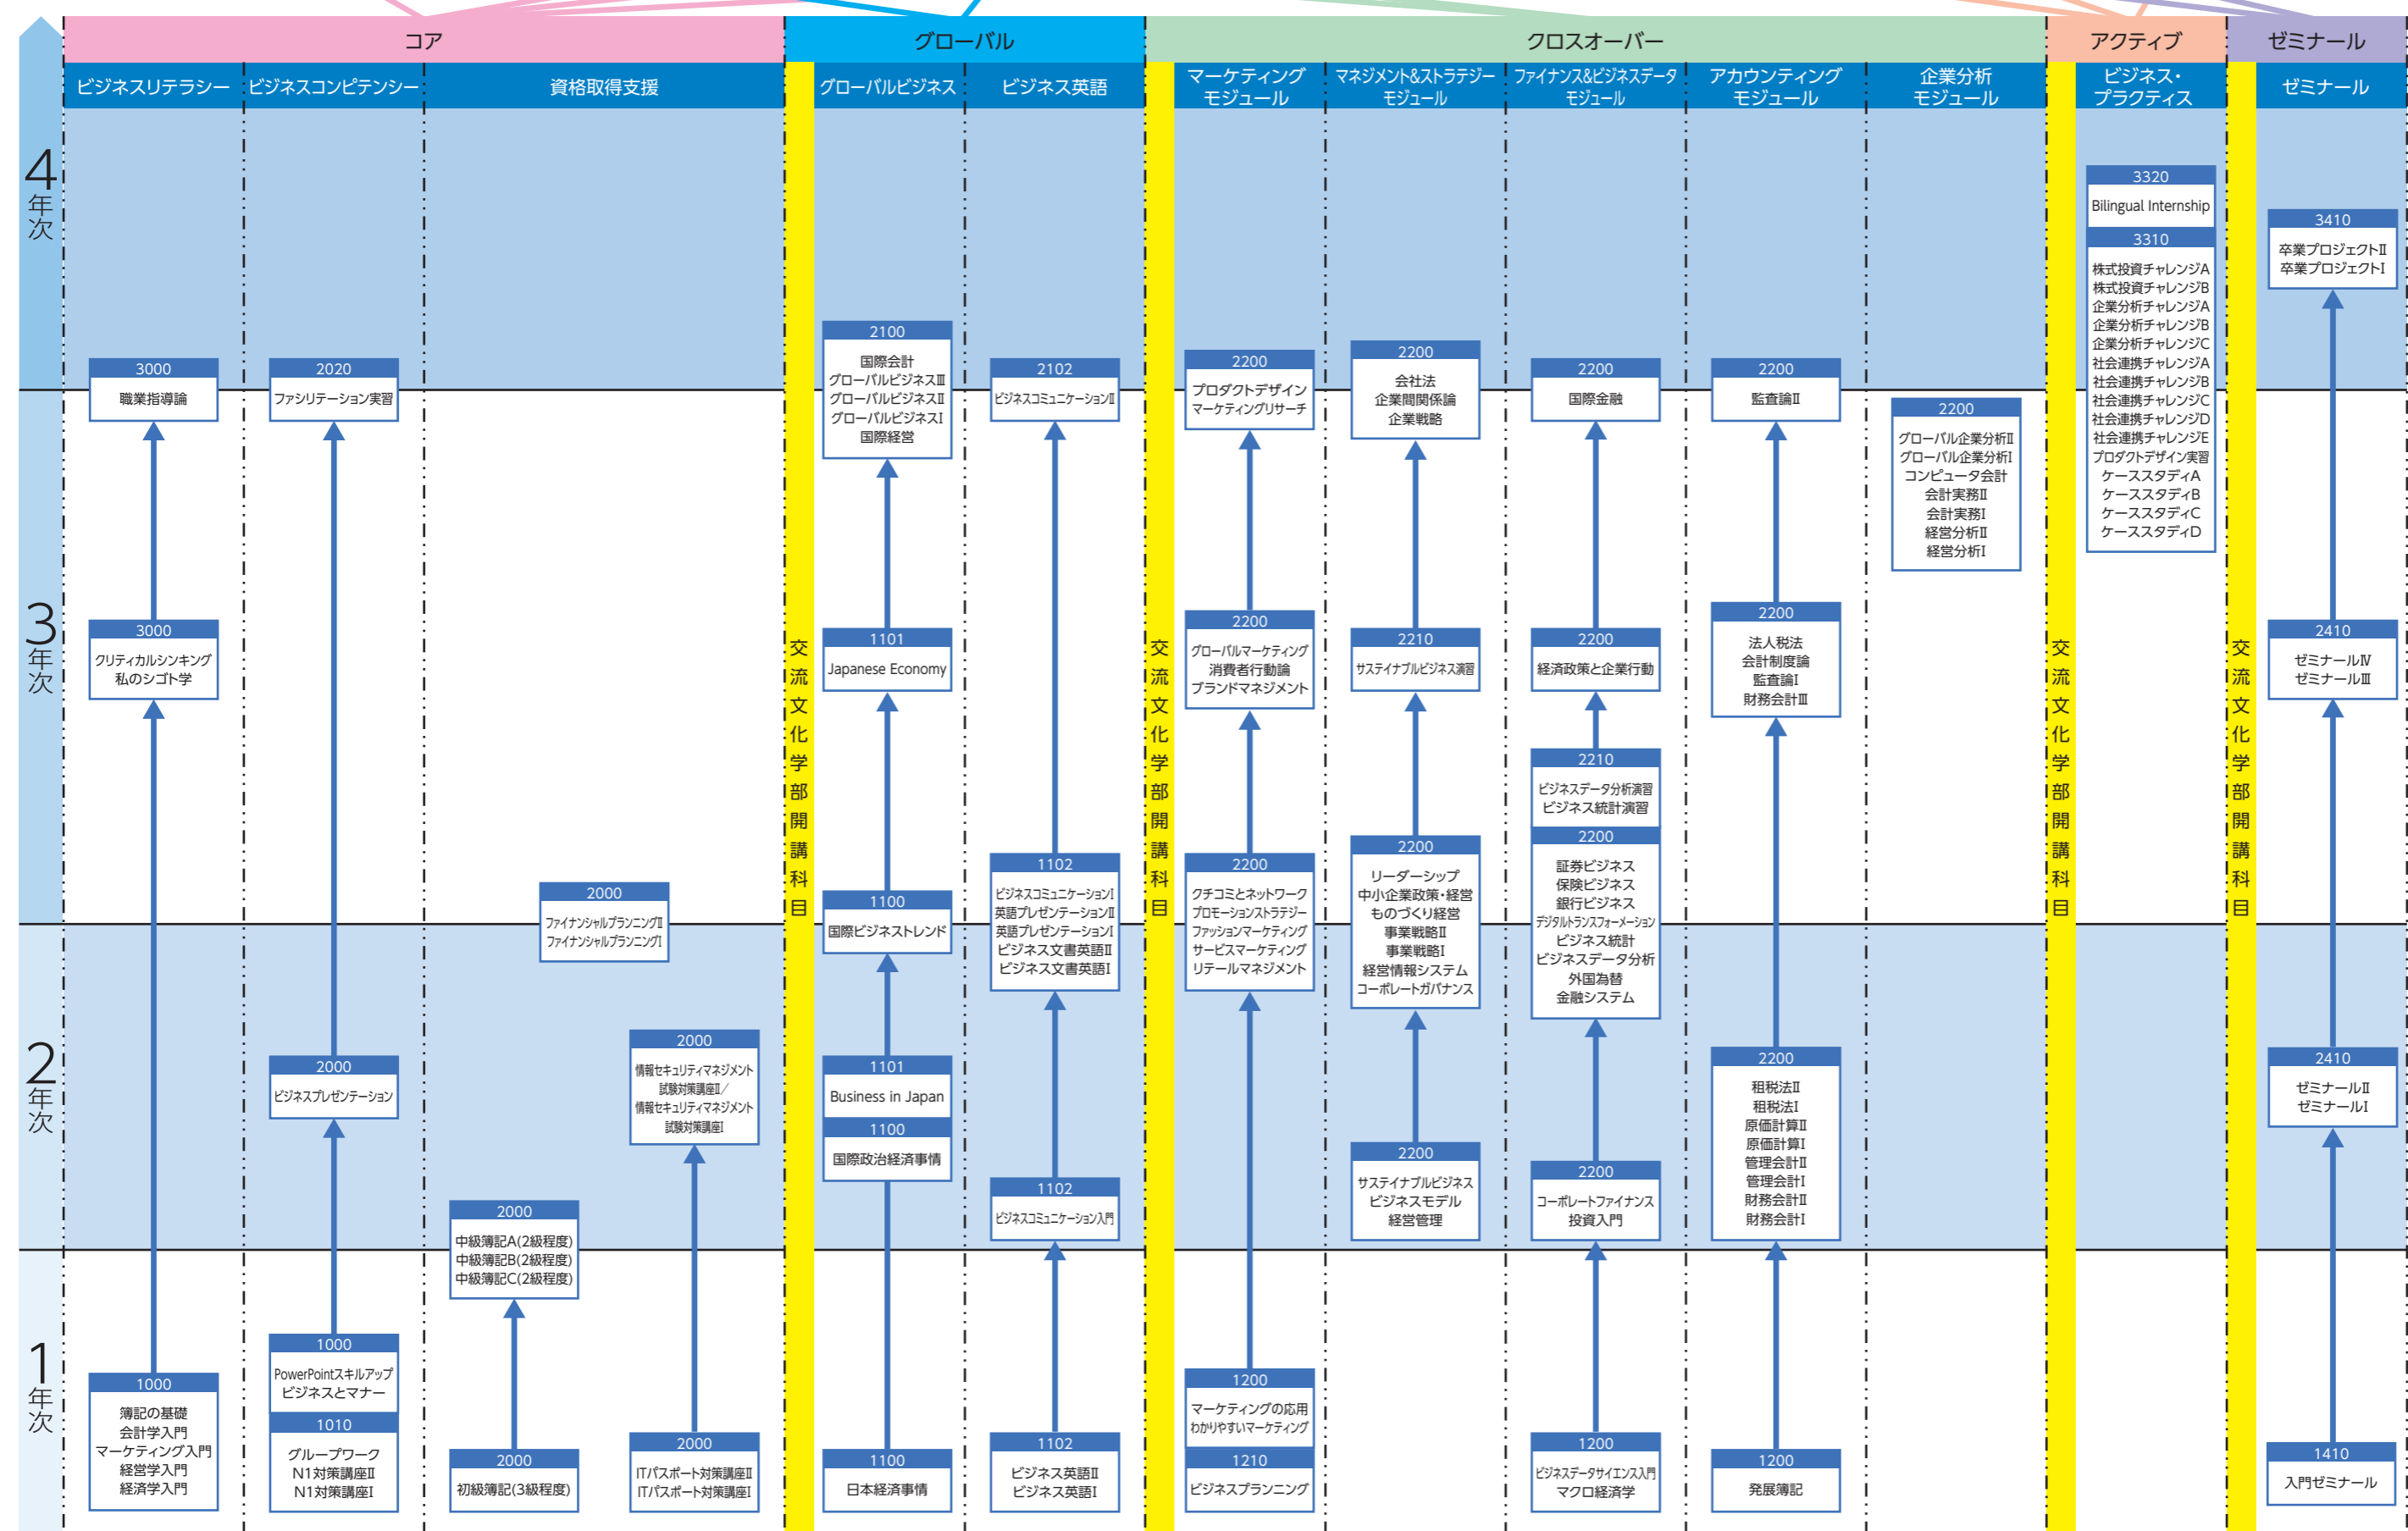 コア
グローバル
クロスオーバー
アクティブ
ゼミナール
ビジネスリテラシー
ビジネスコンピテンシー
資格取得支援
グローバルビジネス
ビジネス英語
マーケティング
モジュール
マネジメント&ストラテジー
モジュール
ファイナンス&ビジネスデータ
モジュール
アカウンティング
モジュール
企業分析
モジュール
ビジネス・
プラクティス
ゼミナール
4年次
3年次
2年次
1年次
3000
職業指導論
3000
クリティカルシンキング
私のシゴト学
1000
簿記の基礎
会計学入門
マーケティング入門
経営学入門
経済学入門
2020
ファシリテーション実習
2000
ビジネスプレゼンテーション
1000
PowerPointスキルアップ
ビジネスとマナー
1010
グループワーク
N1対策講座Ⅱ
N1対策講座Ⅰ
2000
中級簿記A(2級程度)
中級簿記B(2級程度)
中級簿記C(2級程度)
2000
初級簿記(3級程度)
2000
ファイナンシャルプランニングⅡ
ファイナンシャルプランニングⅠ
2000
情報セキュリティマネジメント
試験対策講座Ⅱ/
情報セキュリティマネジメント
試験対策講座Ⅰ
2000
ITパスポート対策講座Ⅱ
ITパスポート対策講座Ⅰ
交流文化学部開講科目
2100
国際会計
グローバルビジネスⅢ
グローバルビジネスⅡ
グローバルビジネスⅠ
国際経営
1101
Japanese Economy
1100
国際ビジネストレンド
1101
Business in Japan
1100
国際政治経済事情
1100
日本経済事情
2102
ビジネスコミュニケーションⅡ
1102
ビジネスコミュニケーションⅠ
英語プレゼンテーションⅡ
英語プレゼンテーションⅠ
ビジネス文書英語Ⅱ
ビジネス文書英語Ⅰ
1102
ビジネスコミュニケーション入門
1102
ビジネス英語Ⅱ
ビジネス英語Ⅰ
交流文化学部開講科目
2200
プロダクトデザイン
マーケティングリサーチ
2200
グローバルマーケティング
消費者行動論
ブランドマネジメント
2200
クチコミとネットワーク
プロモーションストラテジー
ファッションマーケティング
サービスマーケティング
リテールマネジメント
1200
マーケティングの応用
わかりやすいマーケティング
1210
ビジネスプランニング
2200
会社法
企業間関係論
企業戦略
2210
サステイナブルビジネス演習
2200
リーダーシップ
中小企業政策・経営
ものづくり経営
事業戦略Ⅱ
事業戦略Ⅰ
経営情報システム
コーポレートガバナンス
2200
サステイナブルビジネス
ビジネスモデル
経営管理
2200
国際金融
2200
経済政策と企業行動
2210
ビジネスデータ分析演習
ビジネス統計演習
2200
証券ビジネス
保険ビジネス
銀行ビジネス
デジタルトランスフォーメーション
ビジネス統計
ビジネスデータ分析
外国為替
金融システム
2200
コーポレートファイナンス
投資入門
1200
ビジネスデータサイエンス入門
マクロ経済学
2200
監査論Ⅱ
2200
法人税法
会計制度論
監査論Ⅰ
財務会計Ⅲ
2200
租税法Ⅱ
租税法Ⅰ
原価計算Ⅱ
原価計算Ⅰ
管理会計Ⅱ
管理会計Ⅰ
財務会計Ⅱ
財務会計Ⅰ
1200
発展簿記
2200
グローバル企業分析Ⅱ
グローバル企業分析Ⅰ
コンピュータ会計
会計実務Ⅱ
会計実務Ⅰ
経営分析Ⅱ
経営分析Ⅰ
交流文化学部開講科目
3320
Bilingual Internship
3310
株式投資チャレンジA
株式投資チャレンジB
企業分析チャレンジA
企業分析チャレンジB
企業分析チャレンジC
社会連携チャレンジA
社会連携チャレンジB
社会連携チャレンジC
社会連携チャレンジD
社会連携チャレンジE
プロダクトデザイン実習
ケーススタディA
ケーススタディB
ケーススタディC
ケーススタディD
交流文化学部開講科目
3410
卒業プロジェクトⅡ
卒業プロジェクトⅠ
2410
ゼミナールⅣ
ゼミナールⅢ
2410
ゼミナールⅡ
ゼミナールⅠ
1410
入門ゼミナール